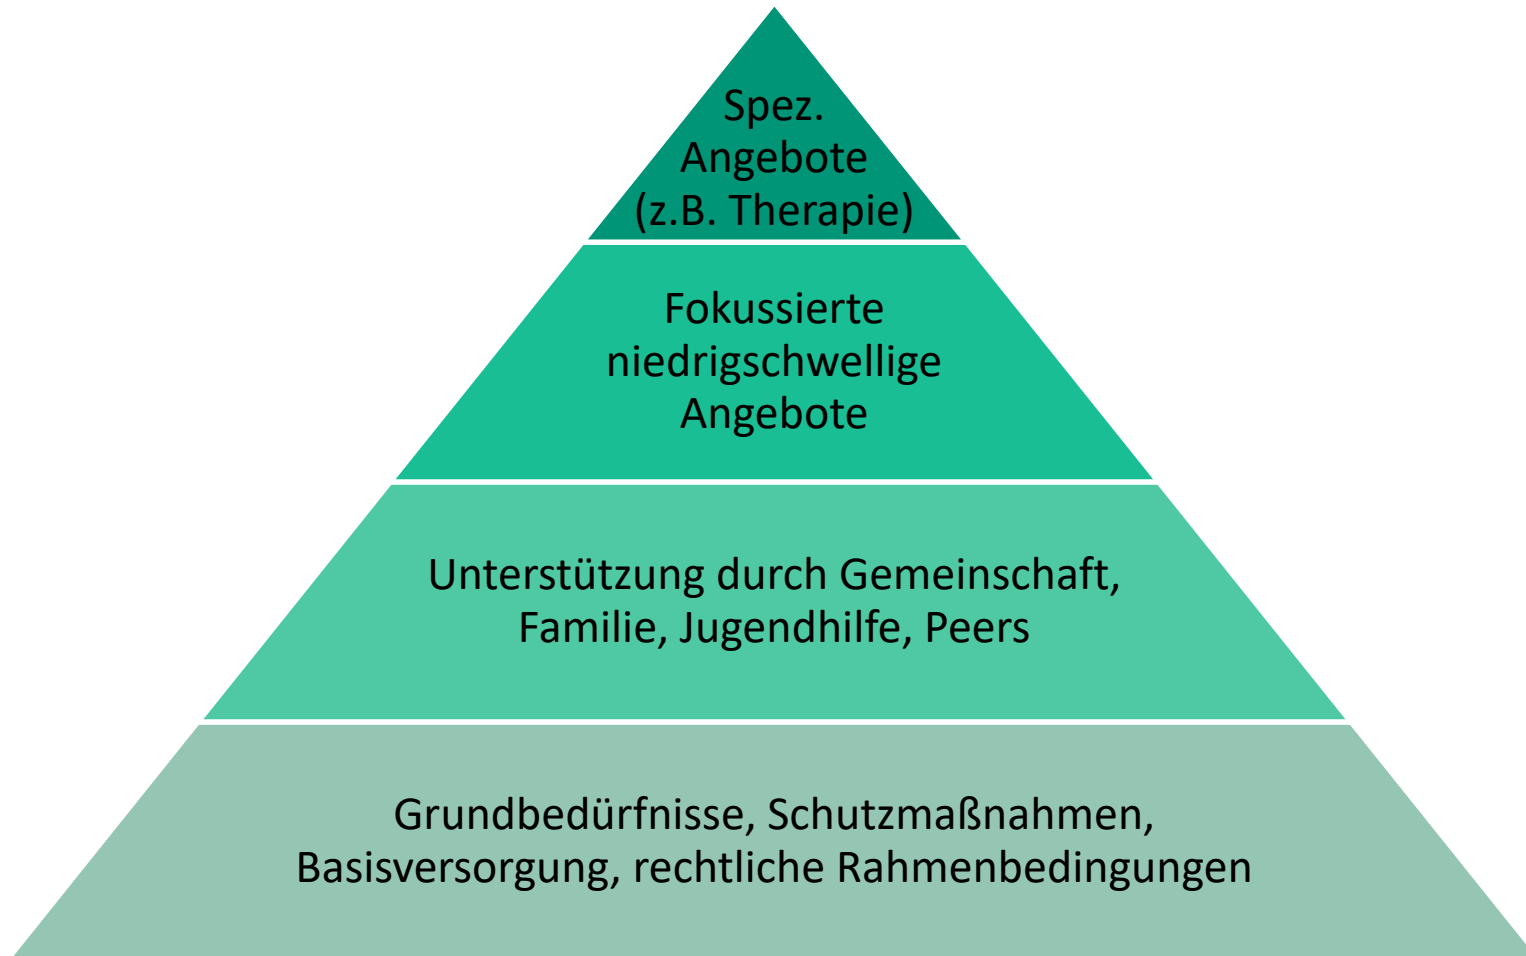 Spez.
Angebote
(z.B. Therapie)
Fokussierte
niedrigschwellige
Angebote
Unterstützung durch Gemeinschaft,
Familie, Jugendhilfe, Peers
Grundbedürfnisse, Schutzmaßnahmen,
Basisversorgung, rechtliche Rahmenbedingungen